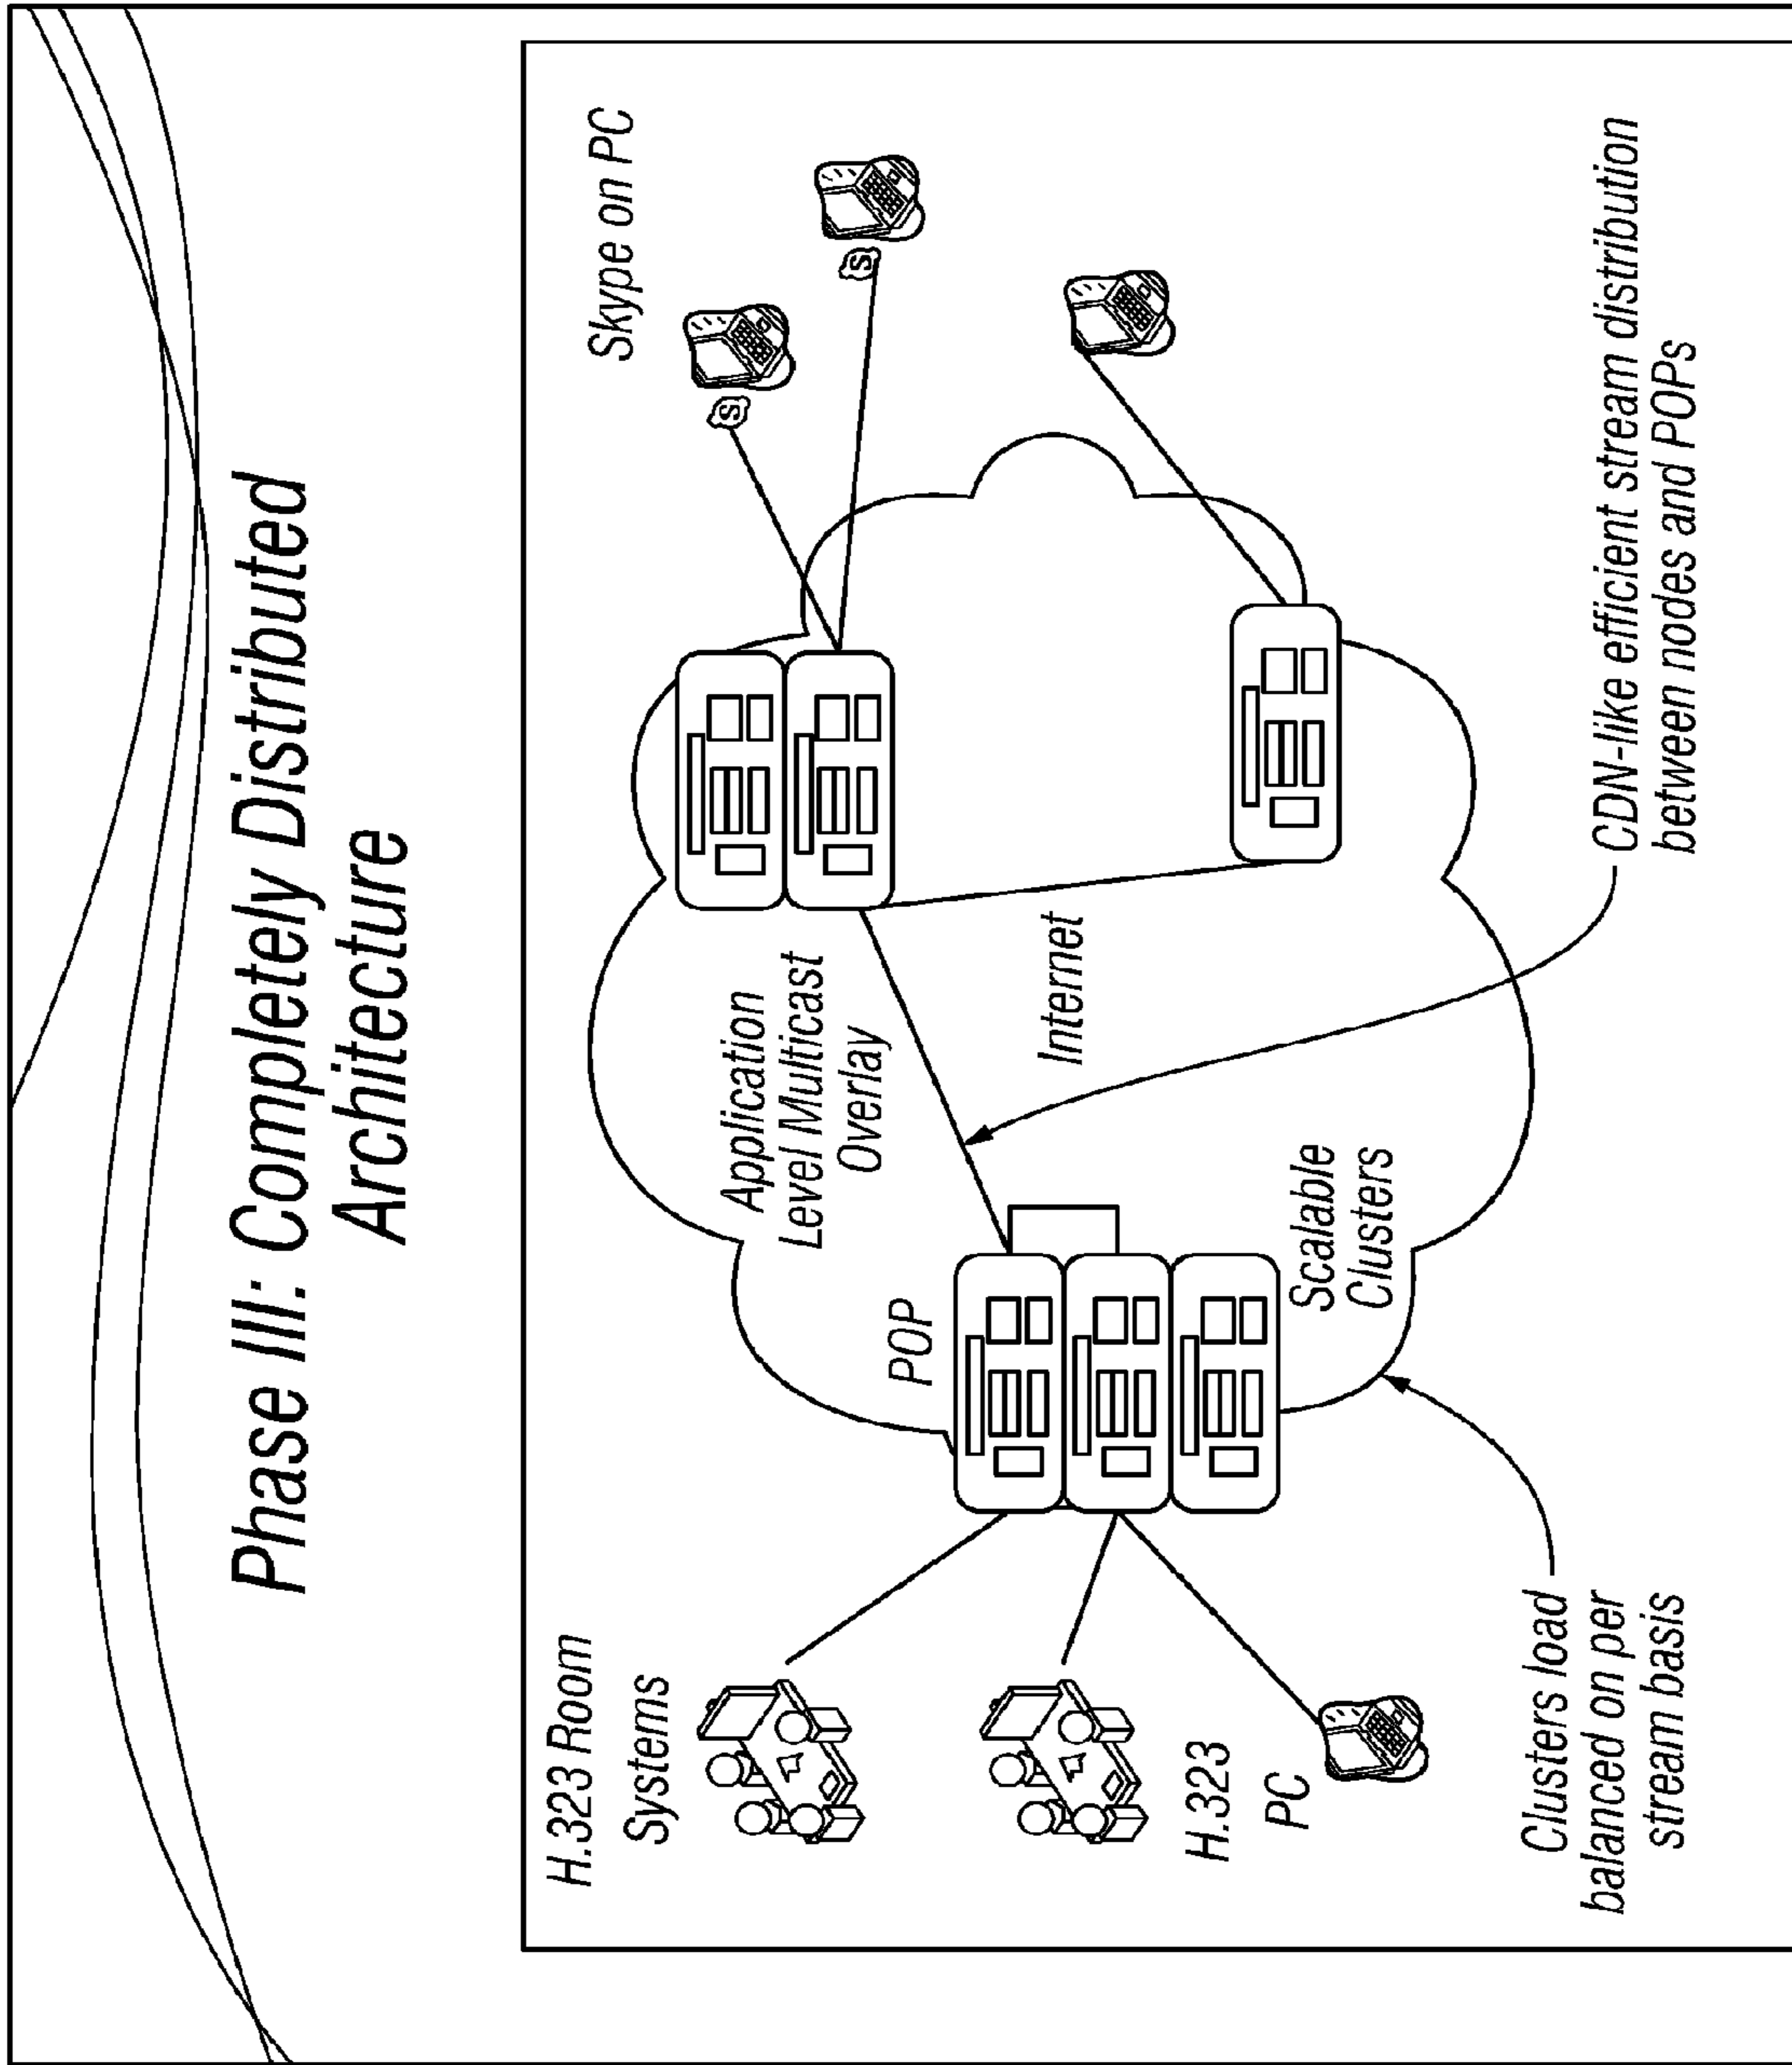 Phase III: Completely Distributed
Architecture
H.323 Room
Systems
Skype on PC
S
S
Application
Level Multicast
Overlay
POP
Internet
H.323
PC
Scalable
Clusters
Clusters load
balanced on per
stream basis
CDN-like efficient stream distribution
between nodes and POPs